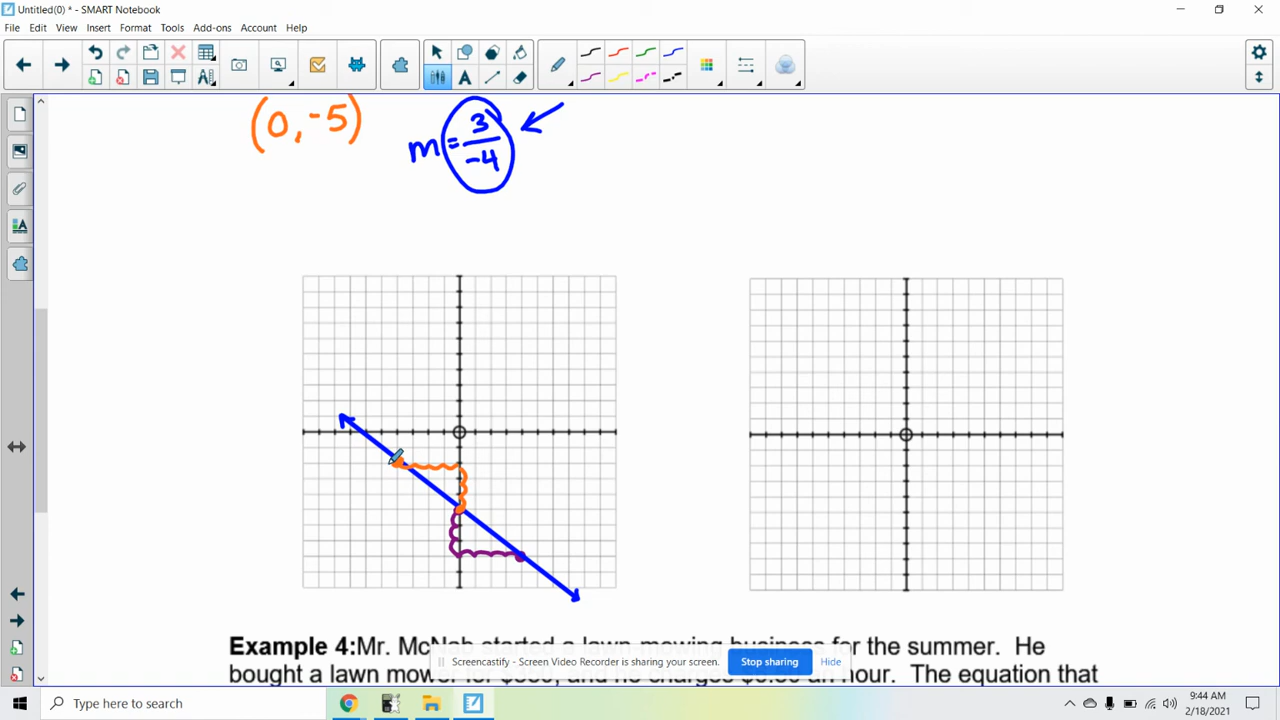 Untitled(0) * - SMART Notebook
File Edit View Insert Format Tools Add-ons Account Help
(0,-5)
m=3/-4
Example 4:Mr. McNab started a lawn-mowing business for the summer. He
bought a lawn mower for
an hour. The equation that
Screencastify - Screen Video Recorder is sharing your screen.
Stop sharing
Hide
Type here to search
9:44 AM
2/18/2021